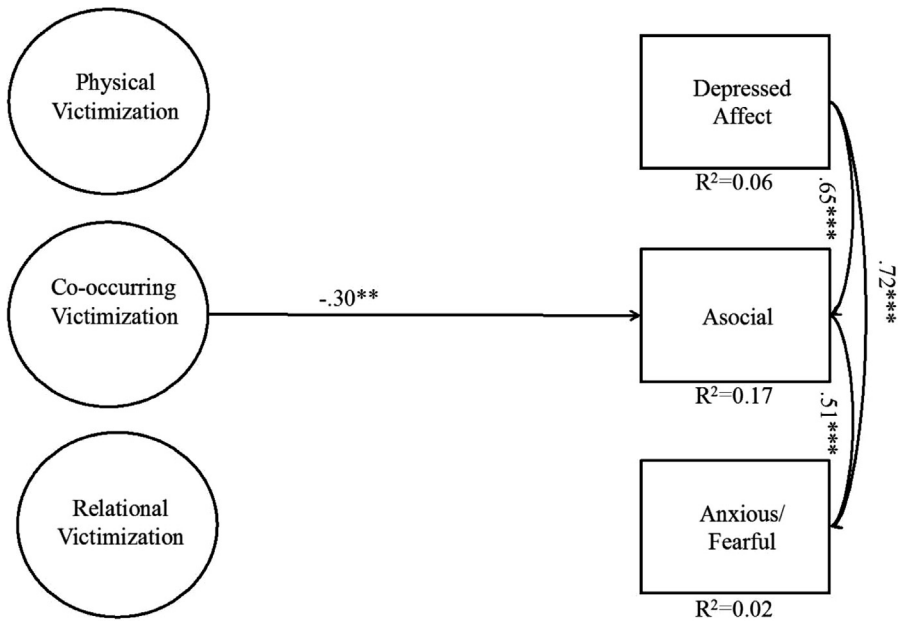 Physical
Victimization
Depressed
Affect
R²=0.06
.65***
.72***
Co-occurring
Victimization
-.30**
Asocial
R²=0.17
.51***
Relational
Victimization
Anxious/
Fearful
R²=0.02